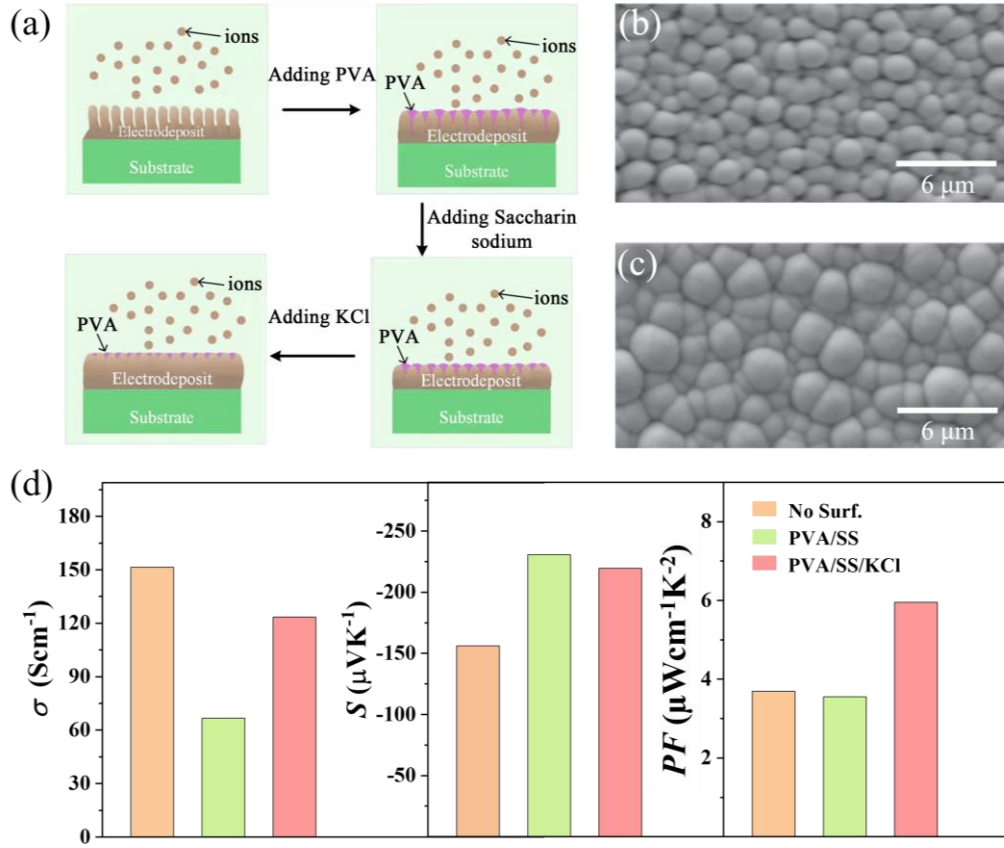 (a)
ions
Adding PVA
Electrodeposit
Substrate
ions
PVA
Electrodeposit
Substrate
Adding Saccharin
sodium
ions
PVA
Electrodeposit
Substrate
Adding KCl
ions
PVA
Electrodeposit
Substrate
(b)
6 μm
(c)
6 μm
(d)
180
150
120
90
60
30
0
σ (Scm⁻¹)
-250
-200
-150
-100
-50
S (μVK⁻¹)
8
6
4
2
PF (μWcm⁻¹K⁻²)
No Surf.
PVA/SS
PVA/SS/KCl